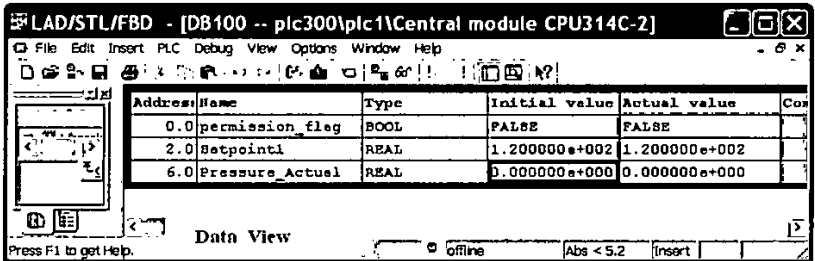 LAD/STL/FBD - [DB100 -- plc300\plc1\Central module CPU314C-2]
File Edit Insert PLC Debug View Options Window Help
Address Name Type Initial value Actual value Com
0.0 permission_flag BOOL FALSE FALSE
2.0 Setpoint1 REAL 1.200000e+002 1.200000e+002
6.0 Pressure_Actual REAL 0.000000e+000 0.000000e+000
Data View
Press F1 to get Help. offline Abs < 5.2 Insert